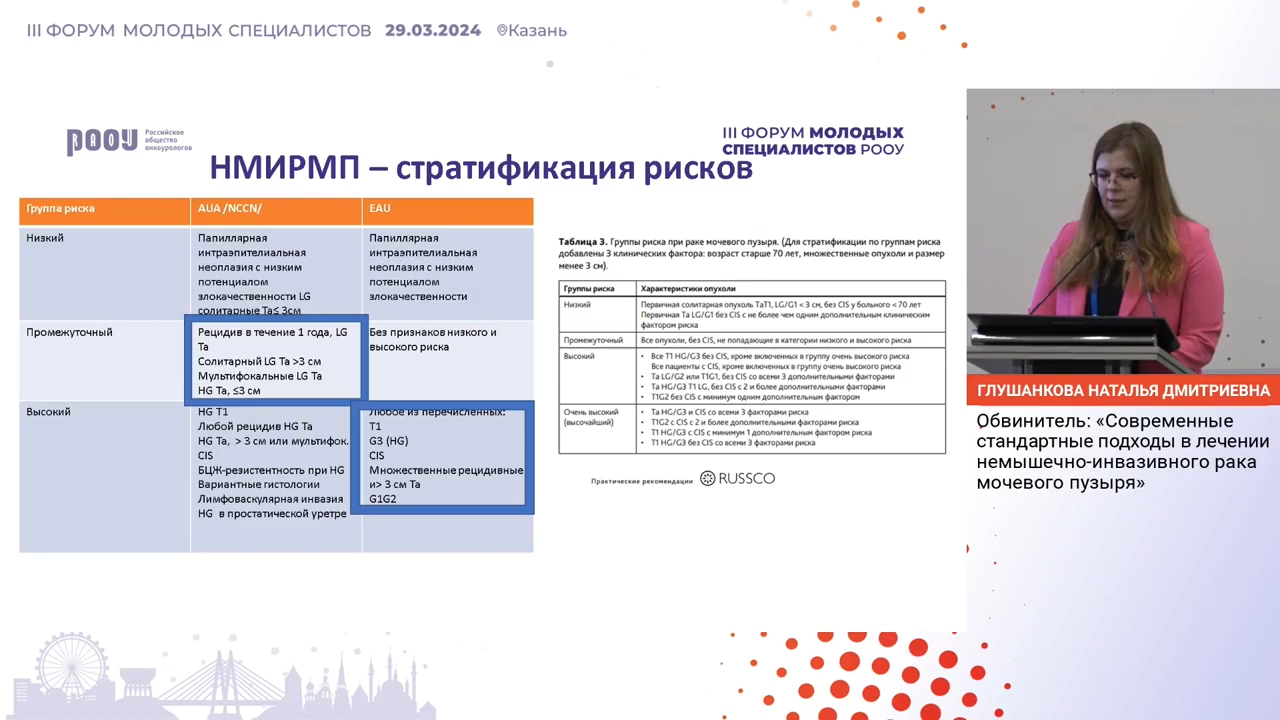 III ФОРУМ МОЛОДЫХ СПЕЦИАЛИСТОВ 29.03.2024 Казань
РООУ
Российское
общество
онкоурологов
III ФОРУМ МОЛОДЫХ
СПЕЦИАЛИСТОВ РООУ
НМИРМП – стратификация рисков
Группа риска
AUA /NCCN/
EAU
Низкий
Папиллярная
интраэпителиальная
неоплазия с низким
потенциалом
злокачественности LG
солитарные Ta≤ 3см
Папиллярная
интраэпителиальная
неоплазия с низким
потенциалом
злокачественности
Промежуточный
Рецидив в течение 1 года, LG
Ta
Солитарный LG Ta >3 см
Мультифокальные LG Ta
HG Ta, ≤3 см
Без признаков низкого и
высокого риска
Высокий
HG T1
Любой рецидив HG Ta
HG Ta, > 3 см или мультифок.
CIS
БЦЖ-резистентность при HG
Вариантные гистологии
Лимфоваскулярная инвазия
HG в простатической уретре
Любое из перечисленных:
T1
G3 (HG)
CIS
Множественные рецидивные
и> 3 см Ta
G1G2
Таблица 3. Группы риска при раке мочевого пузыря. (Для стратификации по группам риска
добавлены 3 клинических фактора: возраст старше 70 лет, множественные опухоли и размер
менее 3 см).
Группы риска
Характеристики опухоли
Низкий
Первичная солитарная опухоль TaT1, LG/G1 < 3 см, без CIS у больного < 70 лет
Первичная Ta LG/G1 без CIS с не более чем одним дополнительным клиническим
фактором риска
Промежуточный
Все опухоли, без CIS, не попадающие в категории низкого и высокого риска
Высокий
• Все T1 HG/G3 без CIS, кроме включенных в группу очень высокого риска
Все пациенты с CIS, кроме включенных в группу очень высокого риска
• Ta LG/G2 или T1G1, без CIS со всеми 3 дополнительными факторами
• Ta HG/G3 T1 LG, без CIS с 2 и более дополнительными факторами
• T1G2 без CIS с минимум одним дополнительным фактором
Очень высокий
(высочайший)
• Ta HG/G3 и CIS со всеми 3 факторами риска
• T1G2 с CIS с 2 и более дополнительными факторами риска
• T1 HG/G3 с CIS с минимум 1 дополнительным фактором риска
• T1 HG/G3 без CIS со всеми 3 факторами риска
Практические рекомендации RUSSCO
ГЛУШАНКОВА НАТАЛЬЯ ДМИТРИЕВНА
Обвинитель: «Современные
стандартные подходы в лечении
немышечно-инвазивного рака
мочевого пузыря»